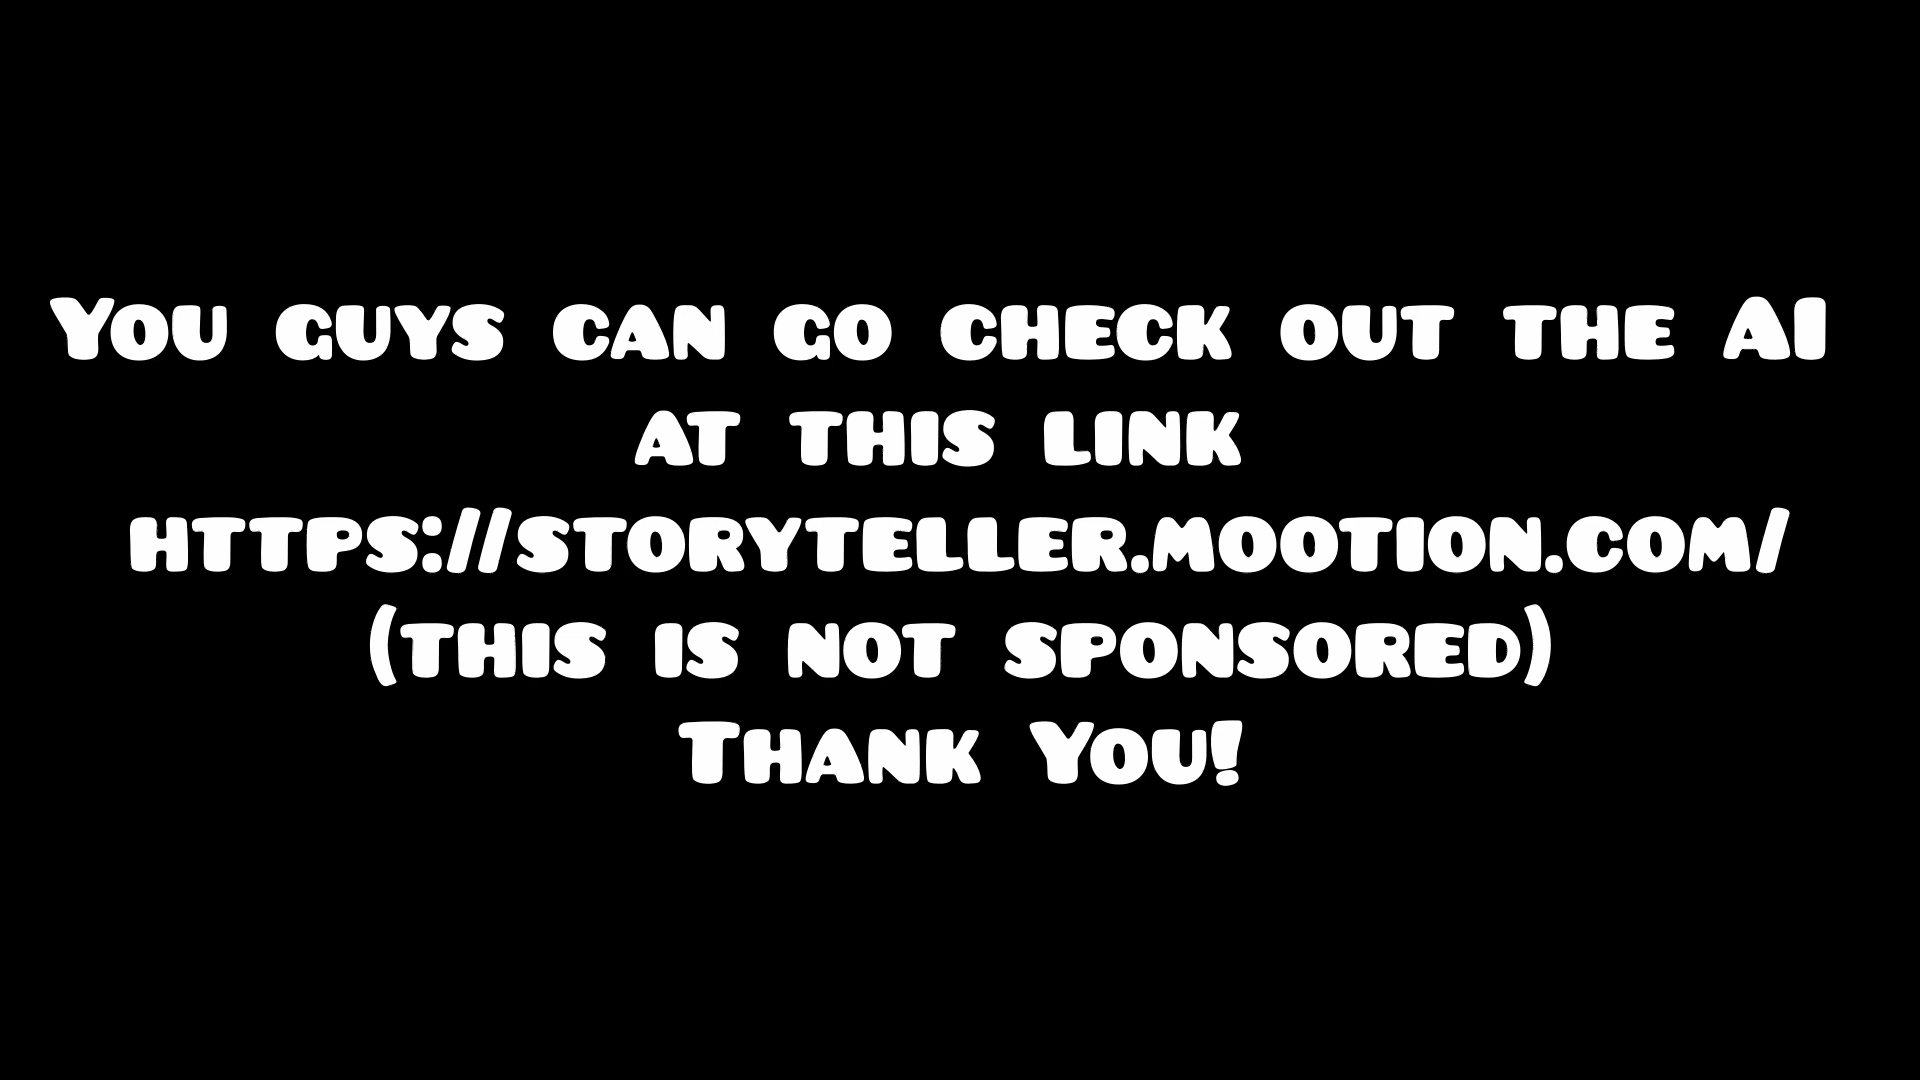 You guys can go check out the AI
at this link
https://storyteller.mootion.com/
(this is not sponsored)
Thank You!